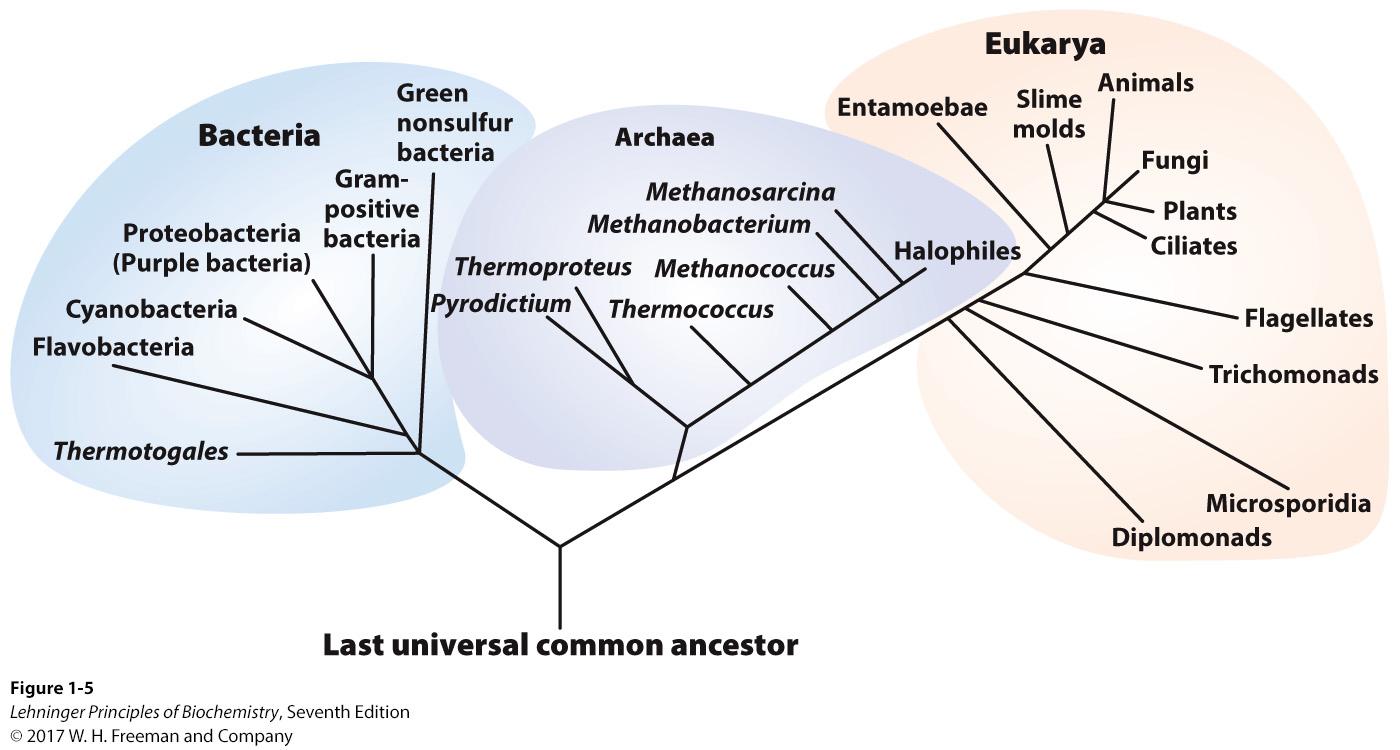 Eukarya
Bacteria
Archaea
Green
nonsulfur
bacteria
Gram-
positive
bacteria
Proteobacteria
(Purple bacteria)
Cyanobacteria
Flavobacteria
Thermotogales
Methanosarcina
Methanobacterium
Halophiles
Thermoproteus
Methanococcus
Pyrodictium
Thermococcus
Entamoebae
Slime
molds
Animals
Fungi
Plants
Ciliates
Flagellates
Trichomonads
Microsporidia
Diplomonads
Last universal common ancestor
Figure 1-5
Lehninger Principles of Biochemistry, Seventh Edition
© 2017 W. H. Freeman and Company